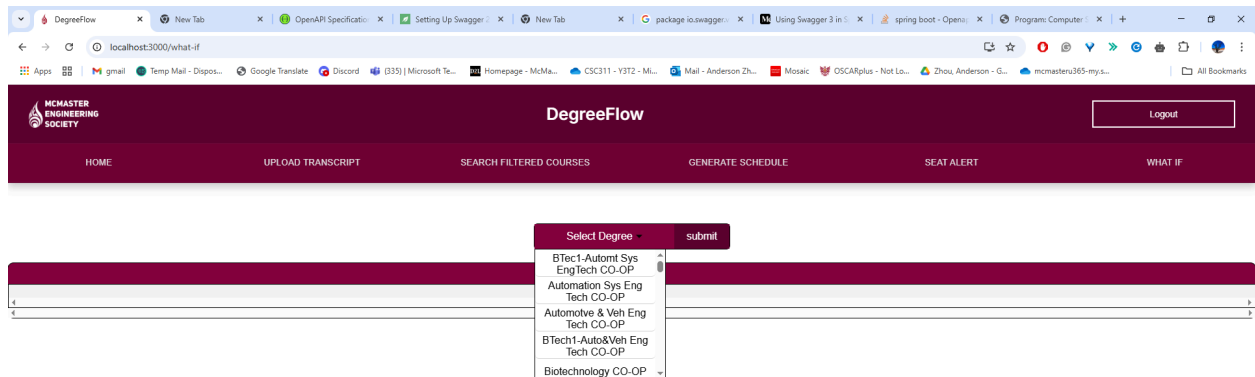 DegreeFlow
New Tab
OpenAPI Specification
Setting Up Swagger 2
New Tab
package io.swagger.v
Using Swagger 3 in S
spring boot - Openap
Program: Computer S
localhost:3000/what-if
Apps
gmail
Temp Mail - Dispos...
Google Translate
Discord
(335) | Microsoft Te...
Homepage - McMa...
CSC311 - Y3T2 - Mi...
Mail - Anderson Zh...
Mosaic
OSCARplus - Not Lo...
Zhou, Anderson - G...
mcmasteru365-my.s...
All Bookmarks
MCMASTER
ENGINEERING
SOCIETY
DegreeFlow
Logout
HOME
UPLOAD TRANSCRIPT
SEARCH FILTERED COURSES
GENERATE SCHEDULE
SEAT ALERT
WHAT IF
Select Degree
submit
BTec1-Automt Sys
EngTech CO-OP
Automation Sys Eng
Tech CO-OP
Automotve & Veh Eng
Tech CO-OP
BTech1-Auto&Veh Eng
Tech CO-OP
Biotechnology CO-OP